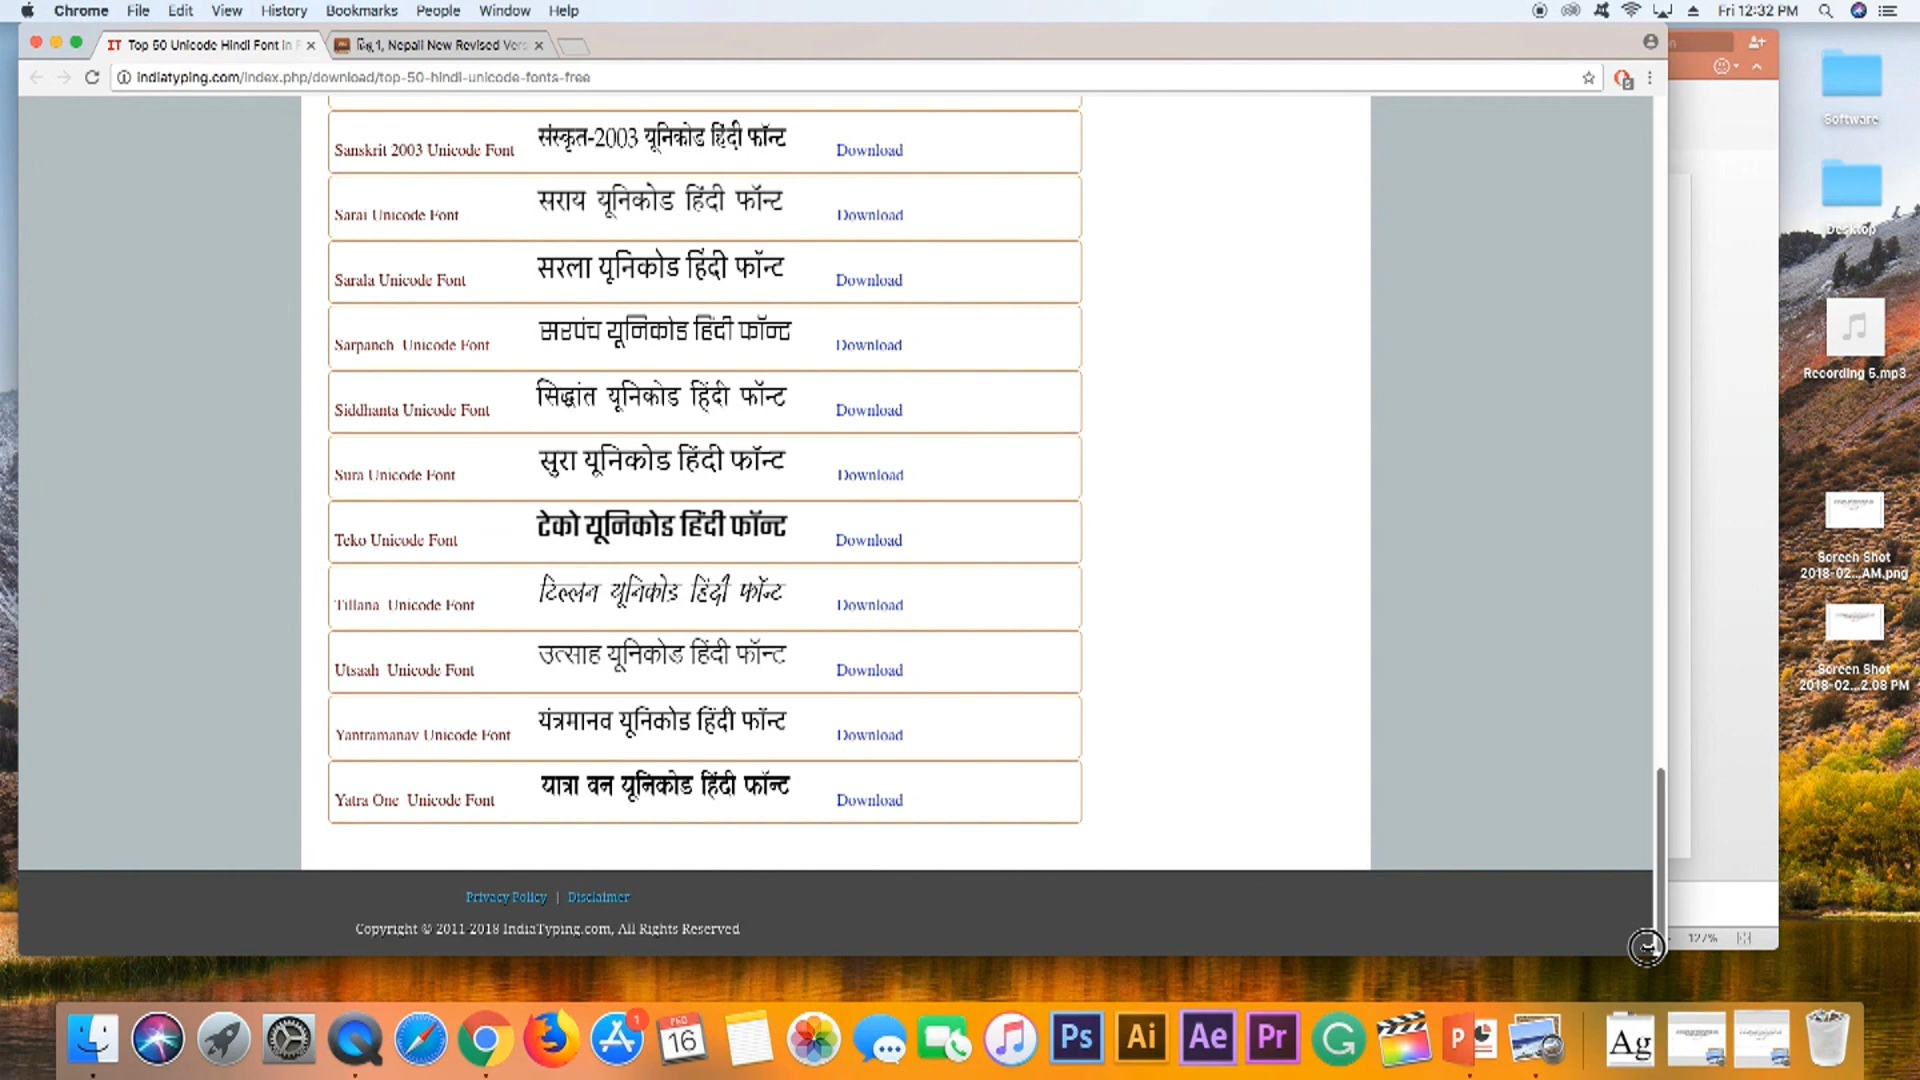 Chrome File Edit View History Bookmarks People Window Help Fri 12:32 PM
IT Top 50 Unicode Hindi Font in F
1, Nepali New Revised Vers
indiatyping.com/index.php/download/top-50-hindi-unicode-fonts-free
Sanskrit 2003 Unicode Font संस्कृत-2003 यूनिकोड हिंदी फॉन्ट Download
Sarai Unicode Font सराय यूनिकोड हिंदी फॉन्ट Download
Sarala Unicode Font सरला यूनिकोड हिंदी फॉन्ट Download
Sarpanch Unicode Font सरपंच यूनिकोड हिंदी फॉन्ट Download
Siddhanta Unicode Font सिद्धांत यूनिकोड हिंदी फॉन्ट Download
Sura Unicode Font सुरा यूनिकोड हिंदी फॉन्ट Download
Teko Unicode Font टेको यूनिकोड हिंदी फॉन्ट Download
Tillana Unicode Font टिल्लन यूनिकोड हिंदी फॉन्ट Download
Utsaah Unicode Font उत्साह यूनिकोड हिंदी फॉन्ट Download
Yantramanav Unicode Font यंत्रमानव यूनिकोड हिंदी फॉन्ट Download
Yatra One Unicode Font यात्रा वन यूनिकोड हिंदी फॉन्ट Download
Privacy Policy | Disclaimer
Copyright © 2011-2018 IndiaTyping.com, All Rights Reserved
127%
Software
Desktop
Recording 5.mp3
Screen Shot
2018-02...AM.png
Screen Shot
2018-02...2.08 PM
1
FEB
16
Ps Ai Ae Pr G P Ag